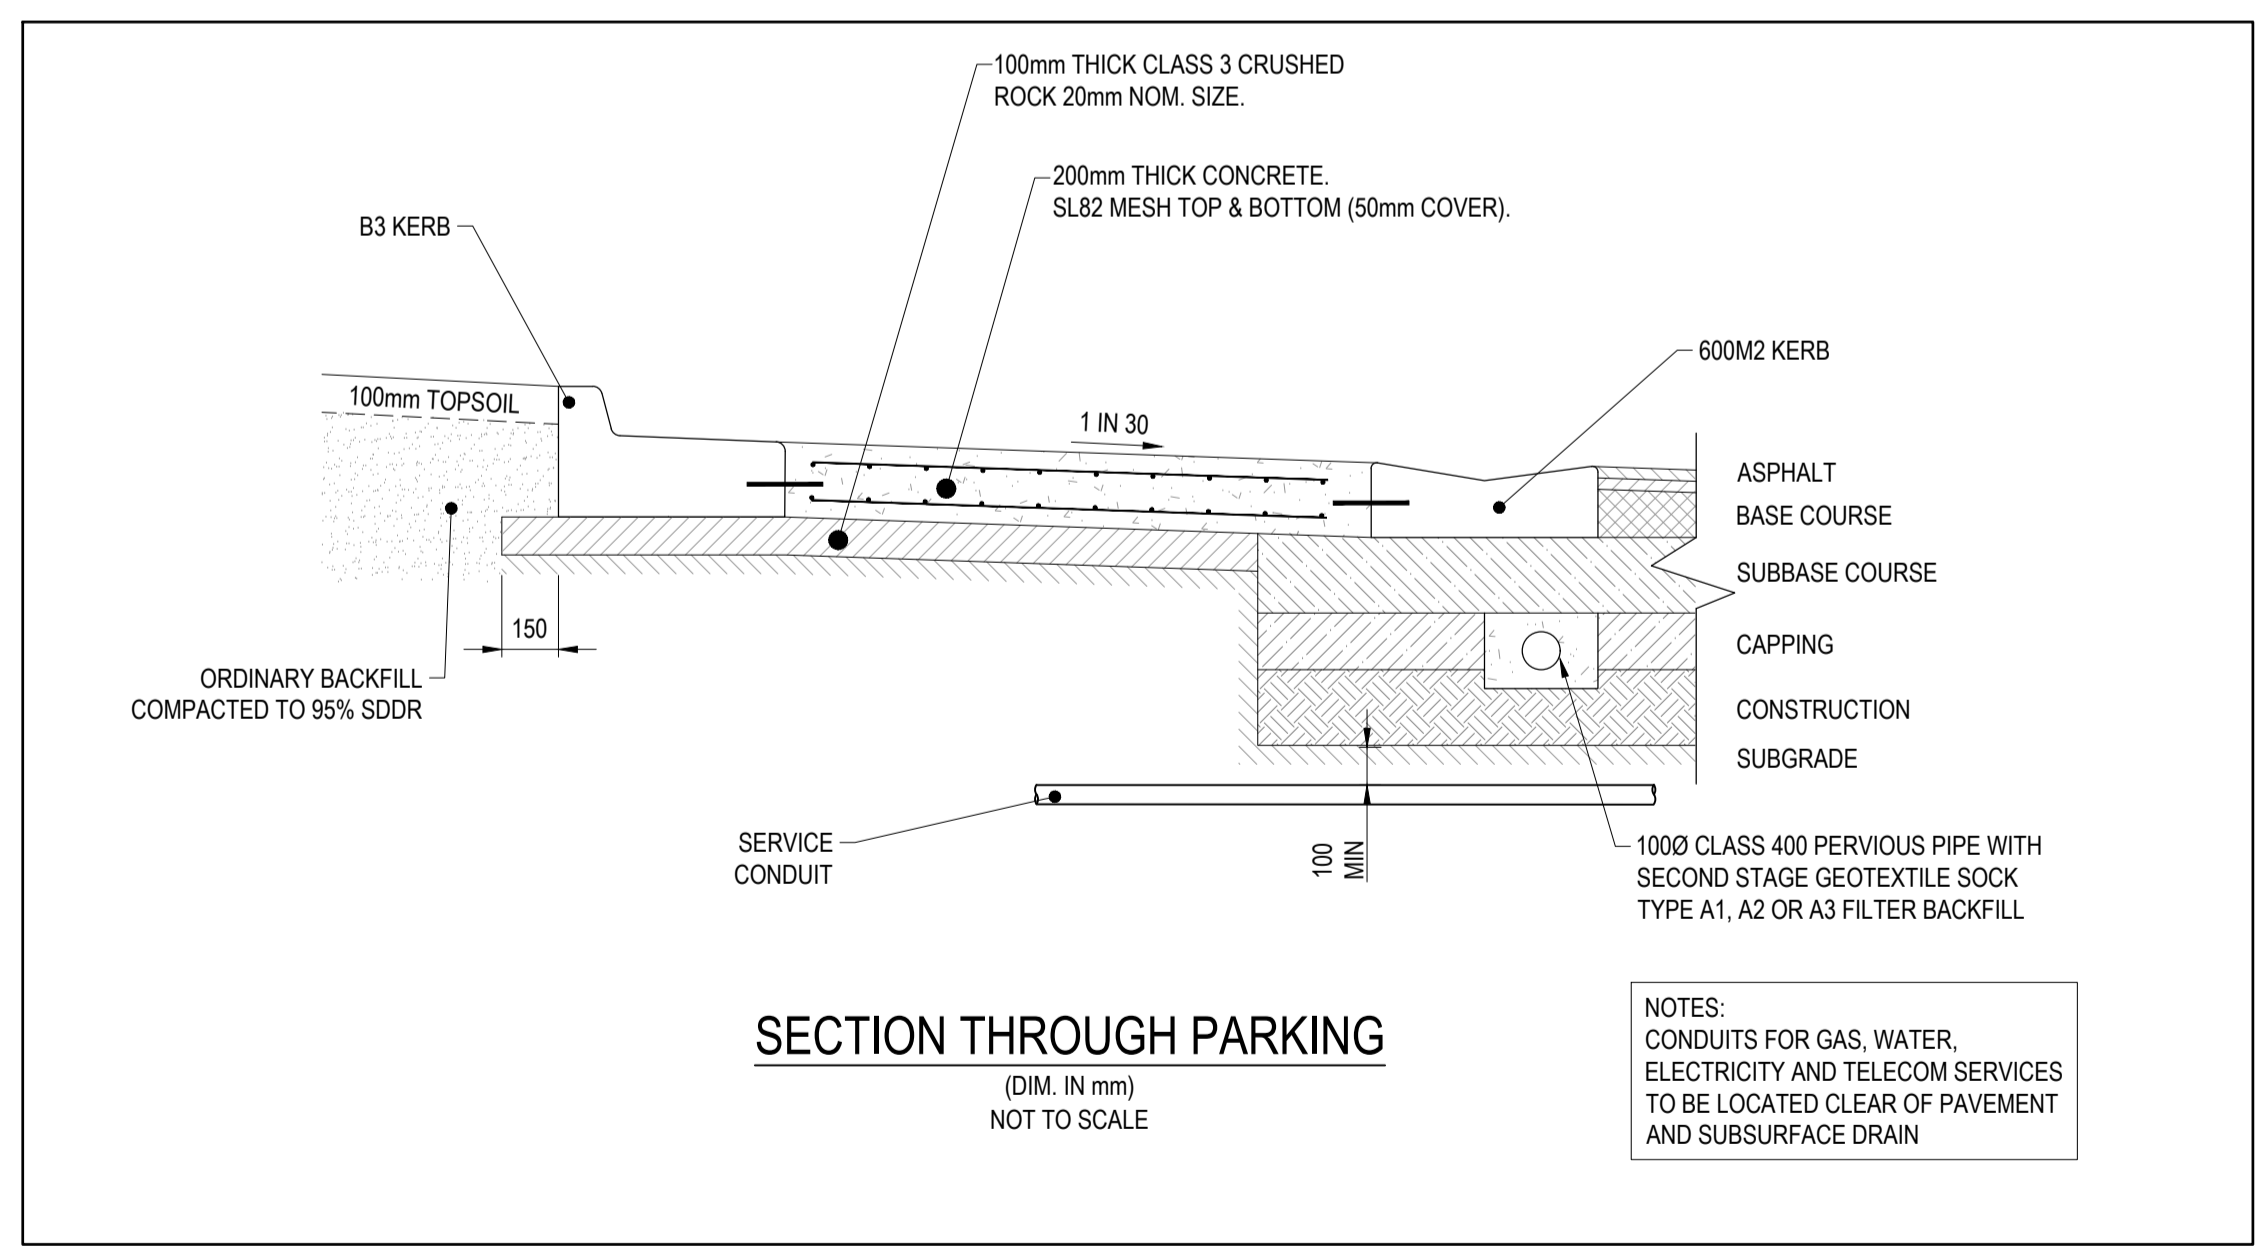 100mm THICK CLASS 3 CRUSHED
ROCK 20mm NOM. SIZE.
200mm THICK CONCRETE.
SL82 MESH TOP & BOTTOM (50mm COVER).
B3 KERB
600M2 KERB
100mm TOPSOIL
1 IN 30
ASPHALT
BASE COURSE
SUBBASE COURSE
CAPPING
CONSTRUCTION
SUBGRADE
150
ORDINARY BACKFILL
COMPACTED TO 95% SDDR
SERVICE
CONDUIT
100
MIN
100Ø CLASS 400 PERVIOUS PIPE WITH
SECOND STAGE GEOTEXTILE SOCK
TYPE A1, A2 OR A3 FILTER BACKFILL
SECTION THROUGH PARKING
(DIM. IN mm)
NOT TO SCALE
NOTES:
CONDUITS FOR GAS, WATER,
ELECTRICITY AND TELECOM SERVICES
TO BE LOCATED CLEAR OF PAVEMENT
AND SUBSURFACE DRAIN